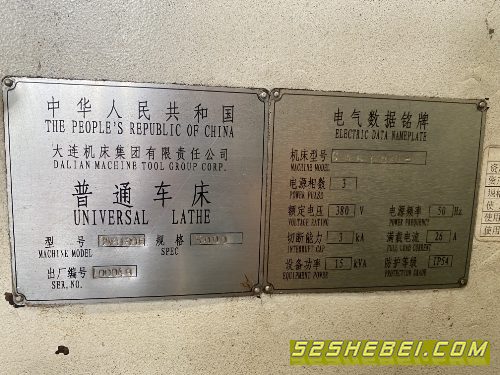 中华人民共和国
THE PEOPLE'S REPUBLIC OF CHINA
大连机床集团有限责任公司
DALIAN MACHINE TOOL GROUP CORP.
普通车床
UNIVERSAL LATHE
型号 规格
MACHINE MODEL SPEC
出厂编号
SER. NO.
电气数据铭牌
ELECTRIC DATA NAMEPLATE
机床型号
MACHINE MODEL
电源相数 3
POWER PHASES
额定电压 380 V 电源频率 50 Hz
VOLTAGE RATING POWER FREQUENCY
切断能力 3 kA 满载电流 26 A
INTERRUPT CAP FULL LOAD CURRENT
设备功率 15 kVA 防护等级 IP54
EQUIPMENT POWER PROTECTION GRADE
52SHEBEI.COM